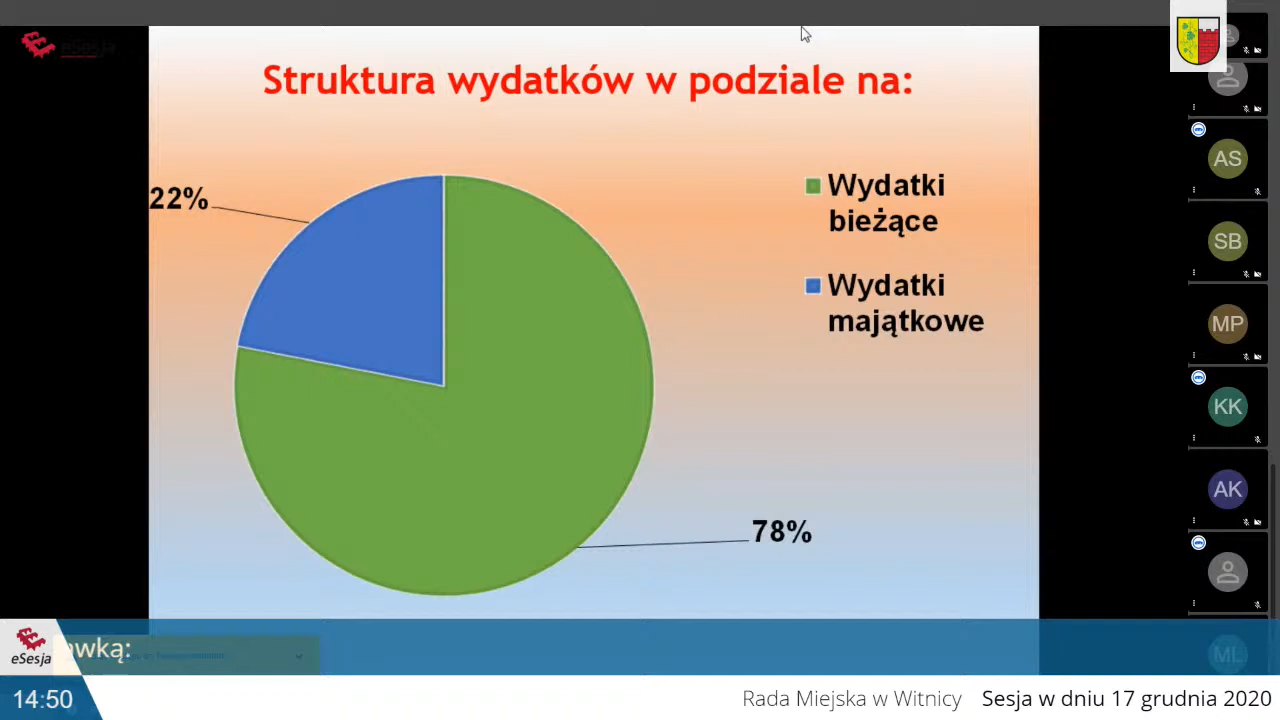 eSesja
Struktura wydatków w podziale na:
22%
Wydatki
bieżące
Wydatki
majątkowe
78%
AS
SB
MP
KK
AK
ML
eSesja
awką:
14:50
Rada Miejska w Witnicy
Sesja w dniu 17 grudnia 2020